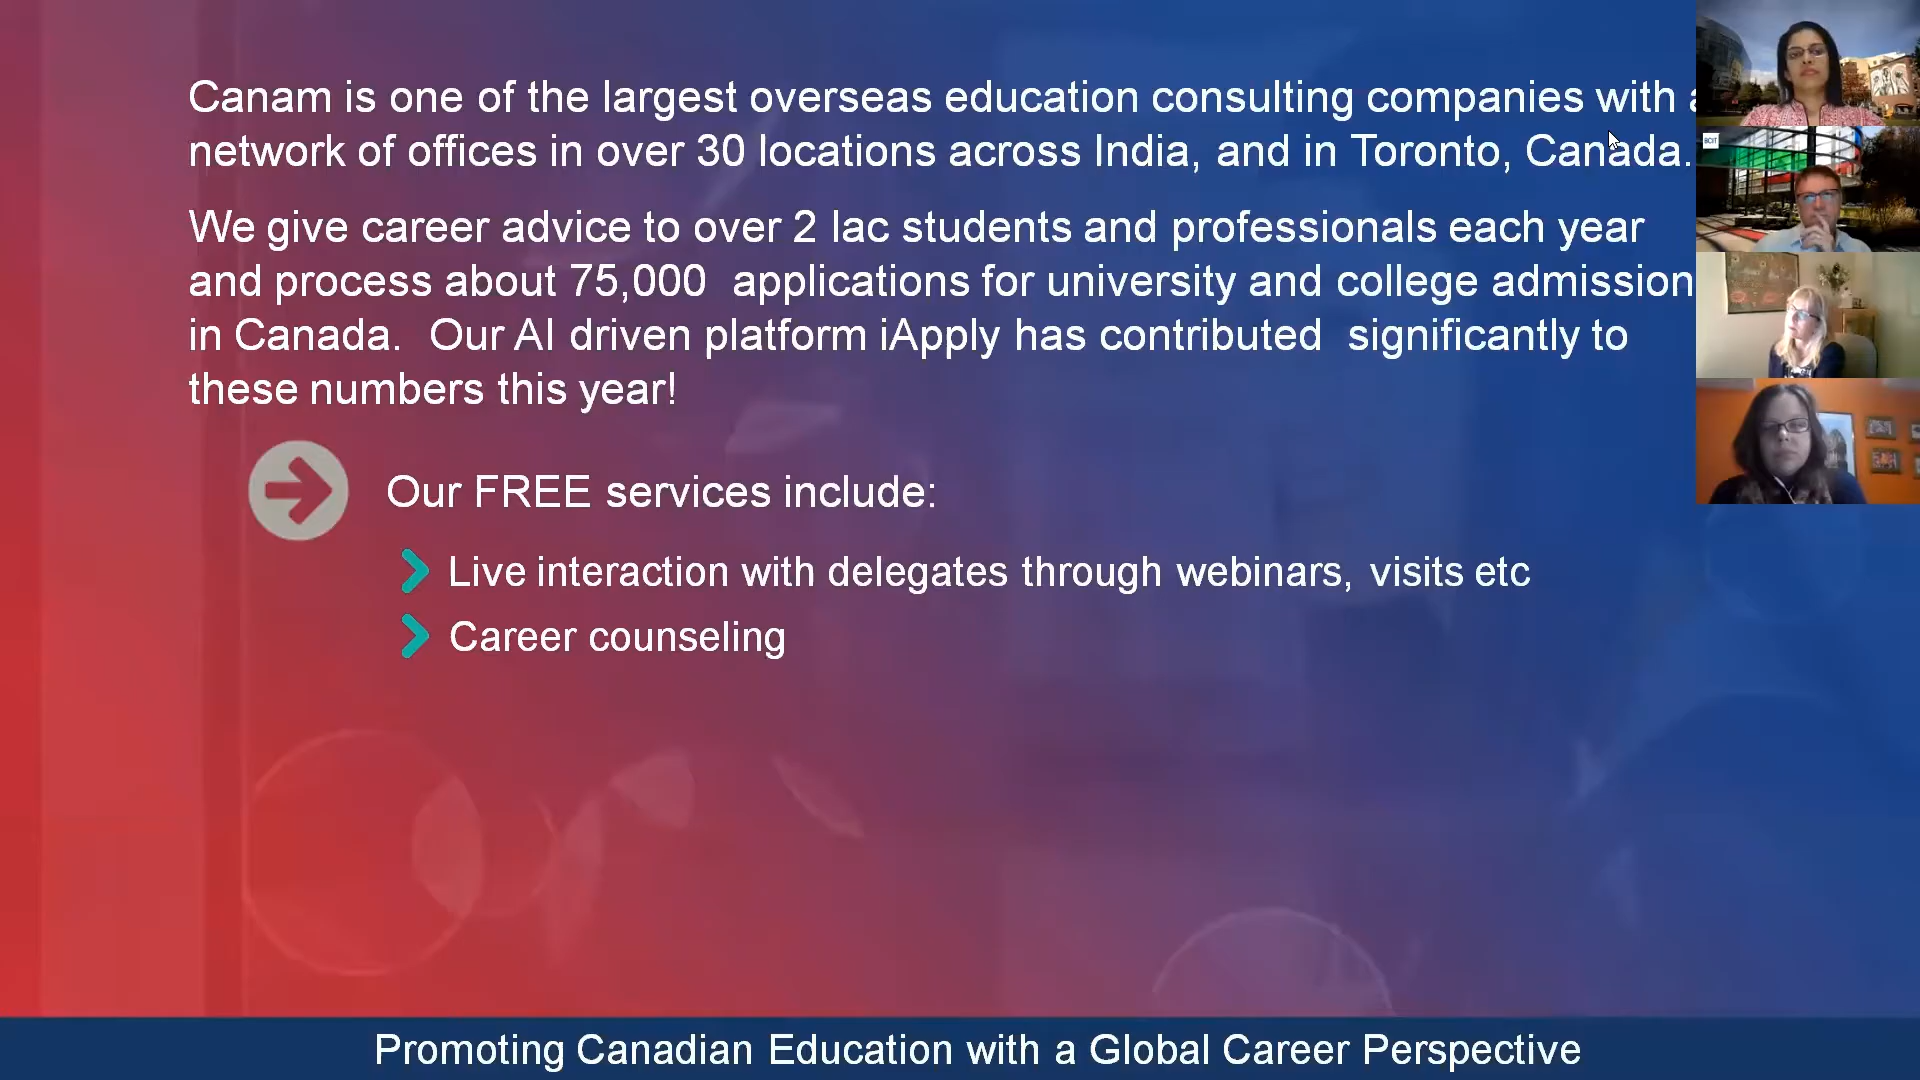 Canam is one of the largest overseas education consulting companies with a
network of offices in over 30 locations across India, and in Toronto, Canada.
We give career advice to over 2 lac students and professionals each year
and process about 75,000 applications for university and college admission
in Canada. Our AI driven platform iApply has contributed significantly to
these numbers this year!
Our FREE services include:
Live interaction with delegates through webinars, visits etc
Career counseling
Promoting Canadian Education with a Global Career Perspective
BCIT